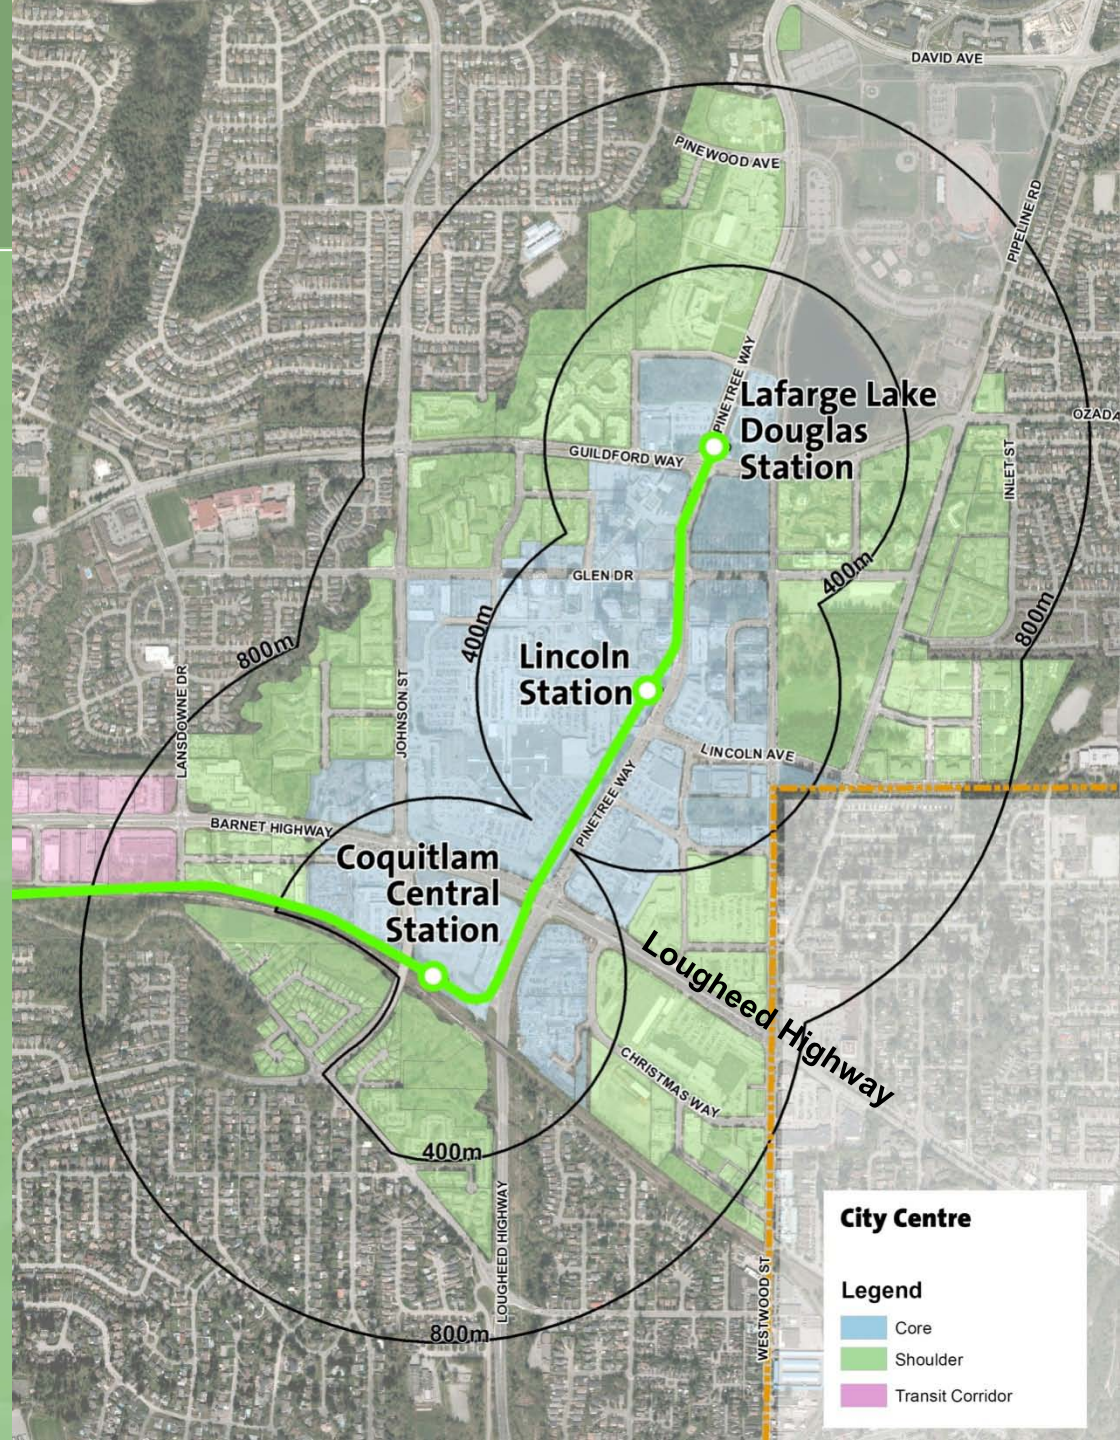 DAVID AVE
PINEWOOD AVE
PIPELINE RD
PINETREE WAY
Lafarge Lake
Douglas
Station
OZADA
GUILDFORD WAY
INLET ST
400m
GLEN DR
400m
800m
800m
Lincoln
Station
LANSDOWNE DR
JOHNSON ST
LINCOLN AVE
PINETREE WAY
BARNET HIGHWAY
Coquitlam
Central
Station
Lougheed Highway
CHRISTMAS WAY
400m
LOUGHEED HIGHWAY
WESTWOOD ST
800m
City Centre
Legend
Core
Shoulder
Transit Corridor